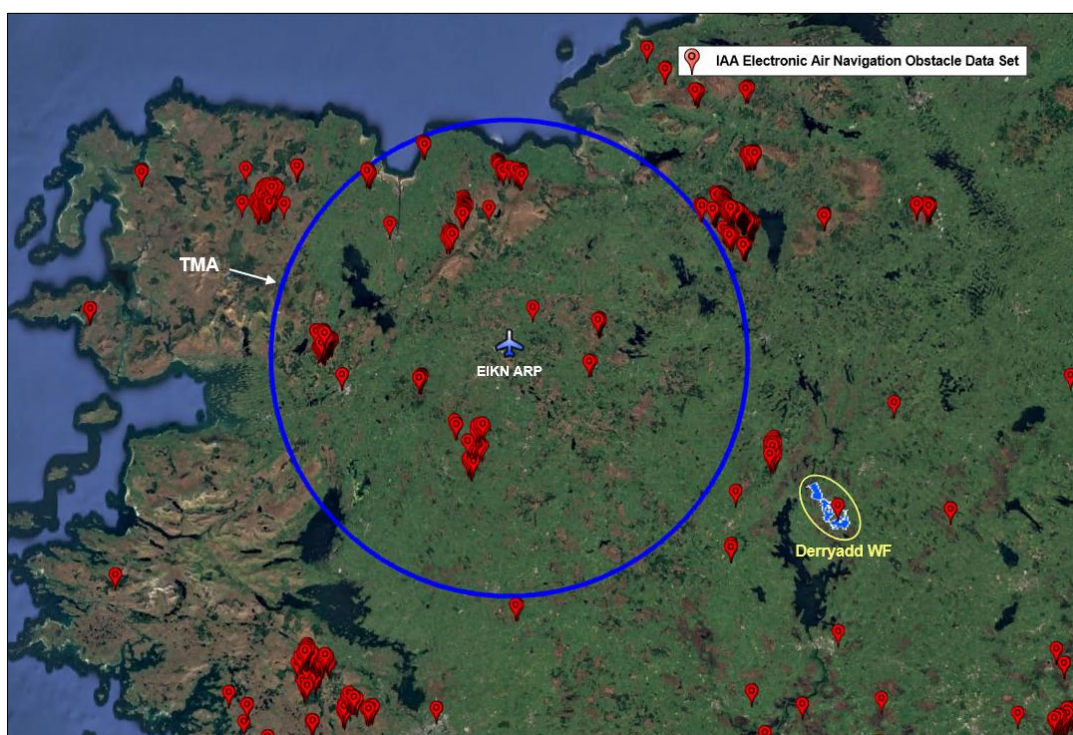 IAA Electronic Air Navigation Obstacle Data Set
TMA
EIKN ARP
Derryadd WF